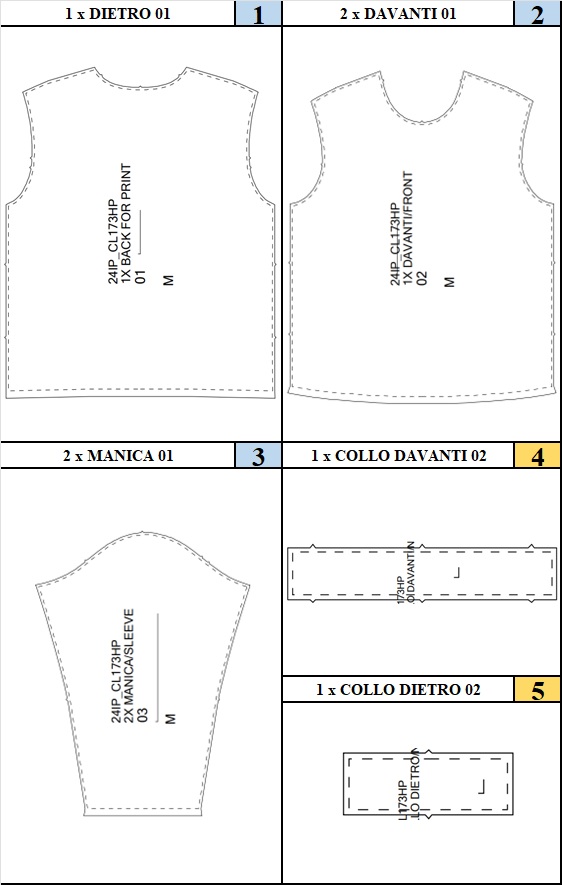 1 x DIETRO 01
1
2 x DAVANTI 01
2
24IP_CL173HP
1X BACK FOR PRINT
01
M
24IP_CL173HP
1X DAVANTI/FRONT
02
M
2 x MANICA 01
3
1 x COLLO DAVANTI 02
4
24IP_CL173HP
2X MANICA/SLEEVE
03
M
173HP
DAVANTI/N
L
1 x COLLO DIETRO 02
5
L173HP
LO DIETRO/N
L